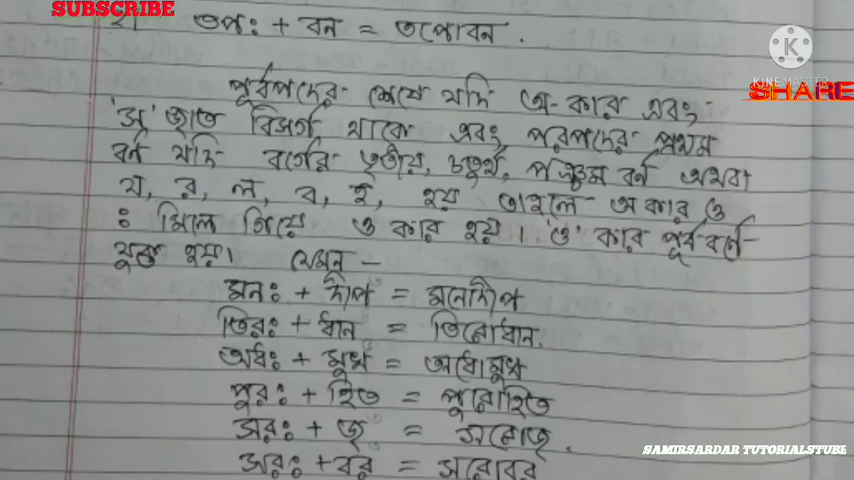 SUBSCRIBE
২। তপঃ + বন = তপোবন.
K
KINEMASTER
SHARE
পূর্বপদের শেষে যদি অ-কার এবং
'স' জাত বিসর্গ থাকে এবং পরপদের প্রথম
বর্ণ যদি বর্গের তৃতীয়, চতুর্থ, পঞ্চম বর্ণ অথবা
য, র, ল, ব, হ, হয় তাহলে অ কার ও
ঃ মিলে গিয়ে ও কার হয়। 'ও' কার পূর্ব বর্ণে
যুক্ত হয়। যেমন -
মনঃ + দীপ = মনোদীপ
তিরঃ + ধান = তিরোধান.
অধঃ + মুখ = অধোমুখ
পুরঃ + হিত = পুরোহিত
সরঃ + জ = সরোজ.
সরঃ + বর = সরোবর
SAMIRSARDAR TUTORIALSTUBE